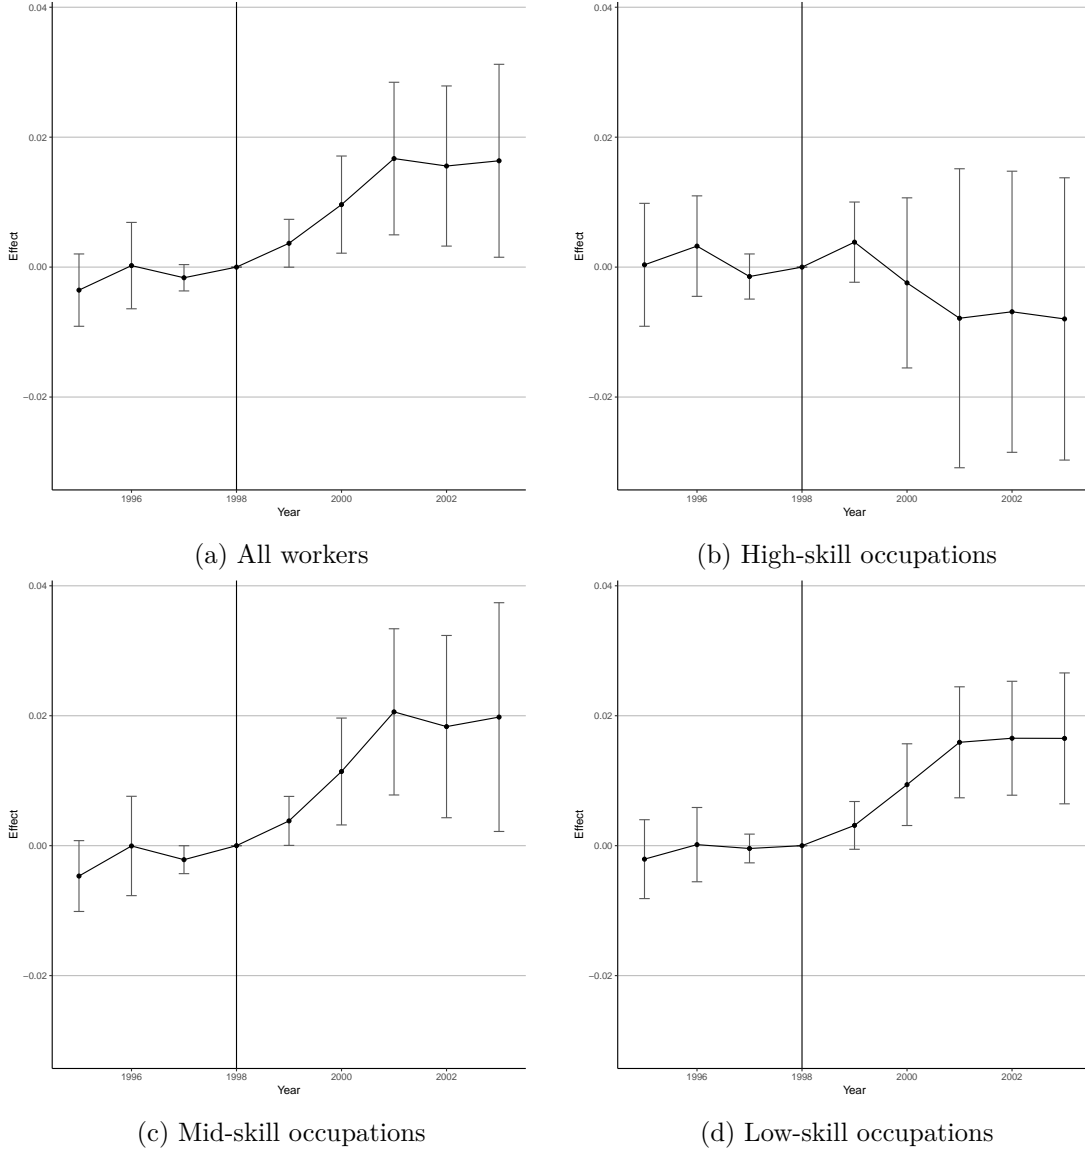 0.04
0.02
0.00
−0.02
Effect
1996
1998
2000
2002
Year
(a) All workers
0.04
0.02
0.00
−0.02
Effect
1996
1998
2000
2002
Year
(b) High-skill occupations
0.04
0.02
0.00
−0.02
Effect
1996
1998
2000
2002
Year
(c) Mid-skill occupations
0.04
0.02
0.00
−0.02
Effect
1996
1998
2000
2002
Year
(d) Low-skill occupations